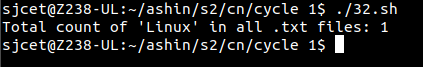 sjcet@Z238-UL:~/ashin/s2/cn/cycle 1$ ./32.sh
Total count of 'Linux' in all .txt files: 1
sjcet@Z238-UL:~/ashin/s2/cn/cycle 1$